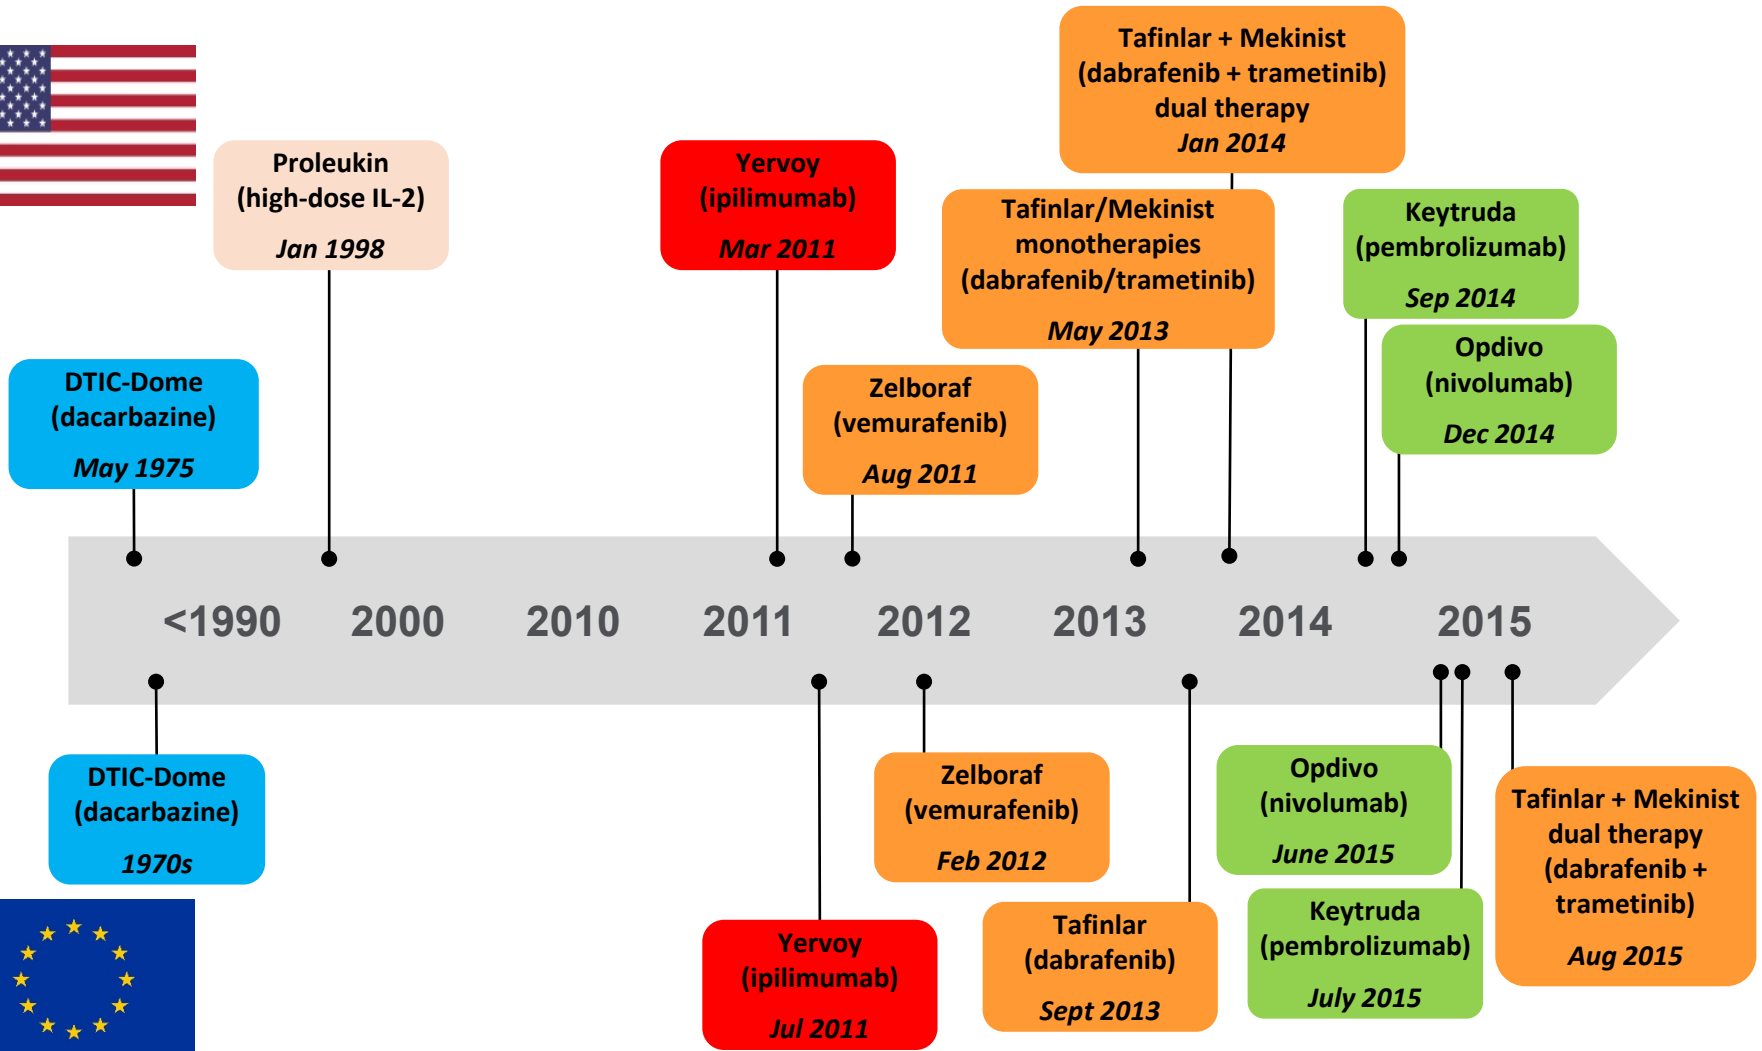 Tafinlar + Mekinist
(dabrafenib + trametinib)
dual therapy
Jan 2014
Proleukin
(high-dose IL-2)
Jan 1998
Yervoy
(ipilimumab)
Mar 2011
Tafinlar/Mekinist
monotherapies
(dabrafenib/trametinib)
May 2013
Keytruda
(pembrolizumab)
Sep 2014
DTIC-Dome
(dacarbazine)
May 1975
Zelboraf
(vemurafenib)
Aug 2011
Opdivo
(nivolumab)
Dec 2014
<1990 2000 2010 2011 2012 2013 2014 2015
DTIC-Dome
(dacarbazine)
1970s
Zelboraf
(vemurafenib)
Feb 2012
Opdivo
(nivolumab)
June 2015
Tafinlar + Mekinist
dual therapy
(dabrafenib +
trametinib)
Aug 2015
Yervoy
(ipilimumab)
Jul 2011
Tafinlar
(dabrafenib)
Sept 2013
Keytruda
(pembrolizumab)
July 2015